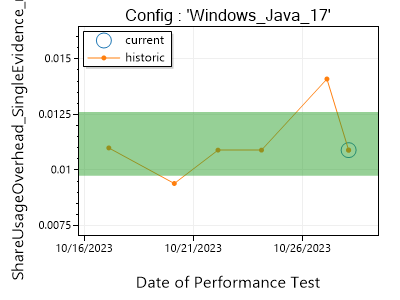 Config : 'Windows_Java_17'
current
historic
0.015
0.0125
0.01
0.0075
10/16/2023
10/21/2023
10/26/2023
ShareUsageOverhead_SingleEvidence_
Date of Performance Test